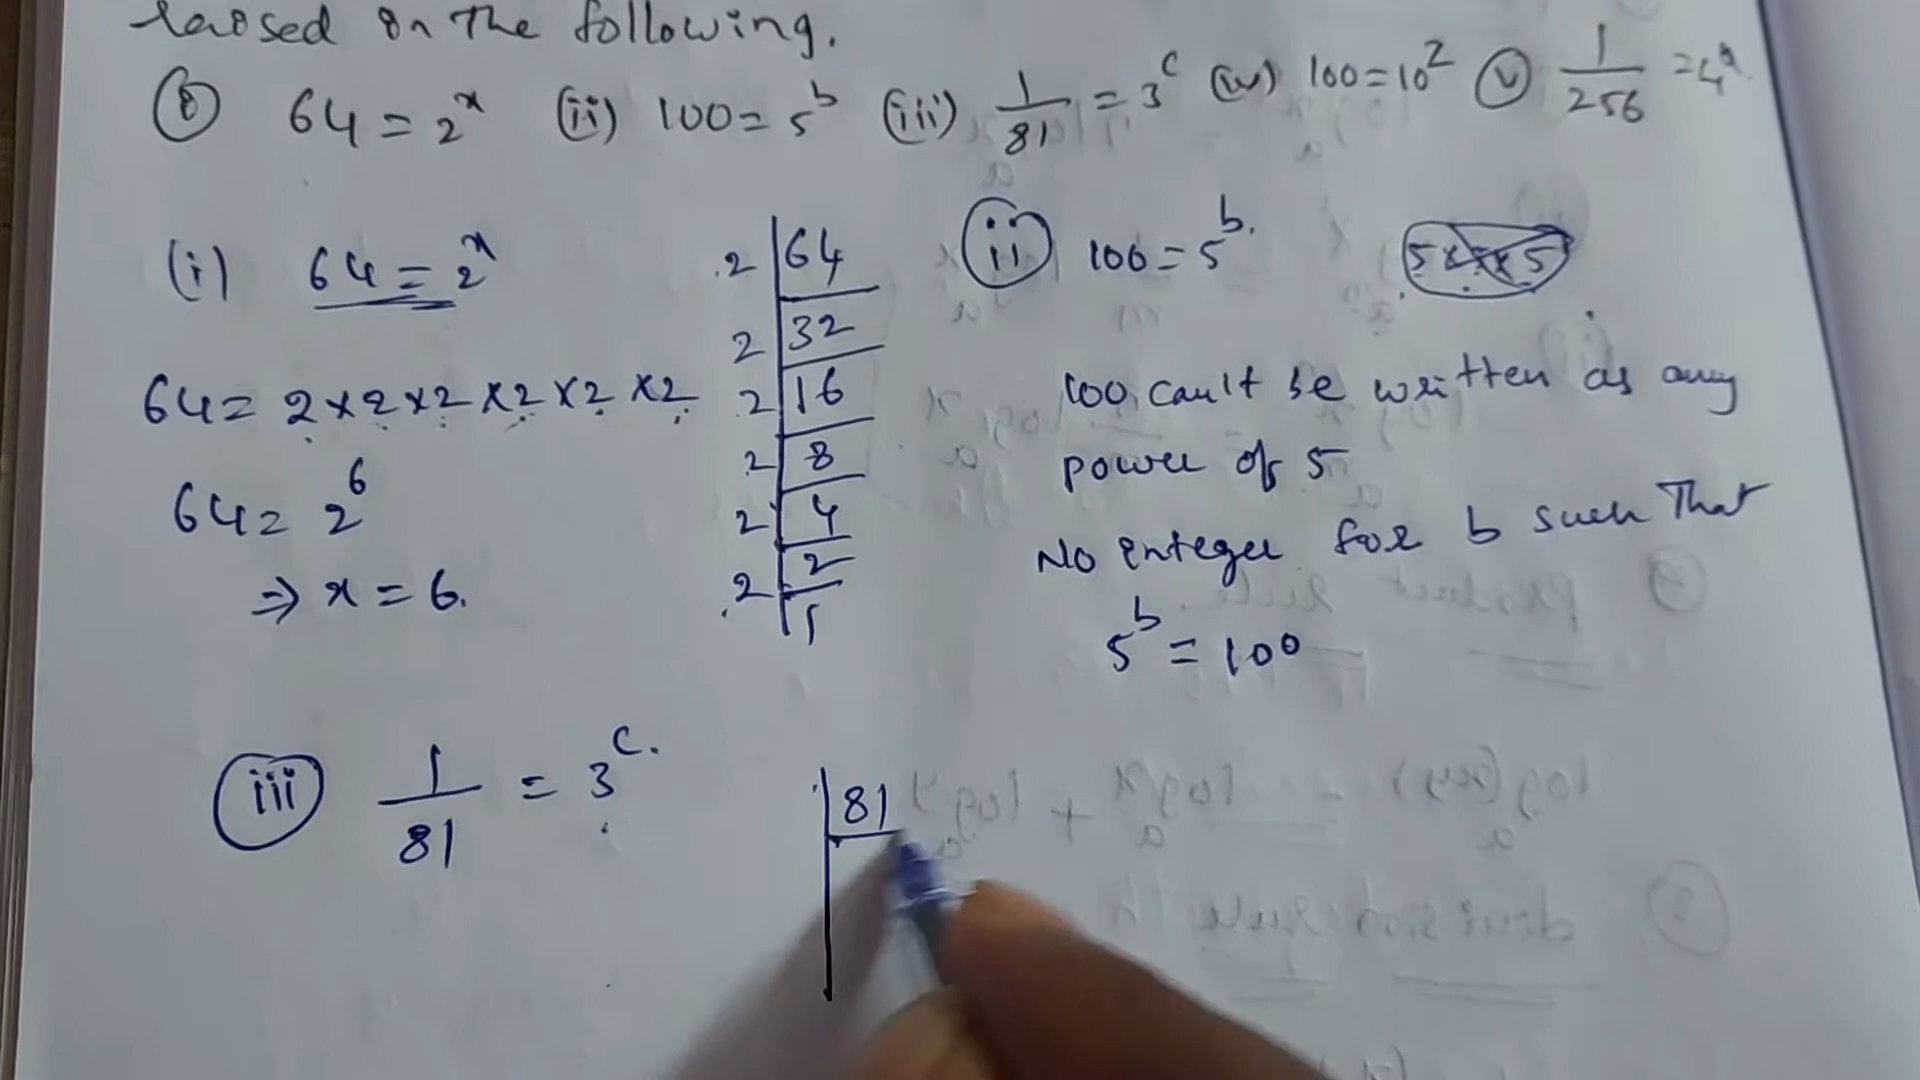 raised in the following.
(i) 64 = 2^x (ii) 100 = 5^b (iii) 1/81 = 3^c (iv) 100 = 10^2 (v) 1/256 = 4^a.
(i) 64 = 2^x
64 = 2 × 2 × 2 × 2 × 2 × 2
64 = 2^6
⇒ x = 6.
2 | 64
2 | 32
2 | 16
2 | 8
2 | 4
2 | 2
1
(ii) 100 = 5^b.
100 can't be written as any
power of 5
No integer for b such that
5^b = 100
(iii) 1/81 = 3^c.
81